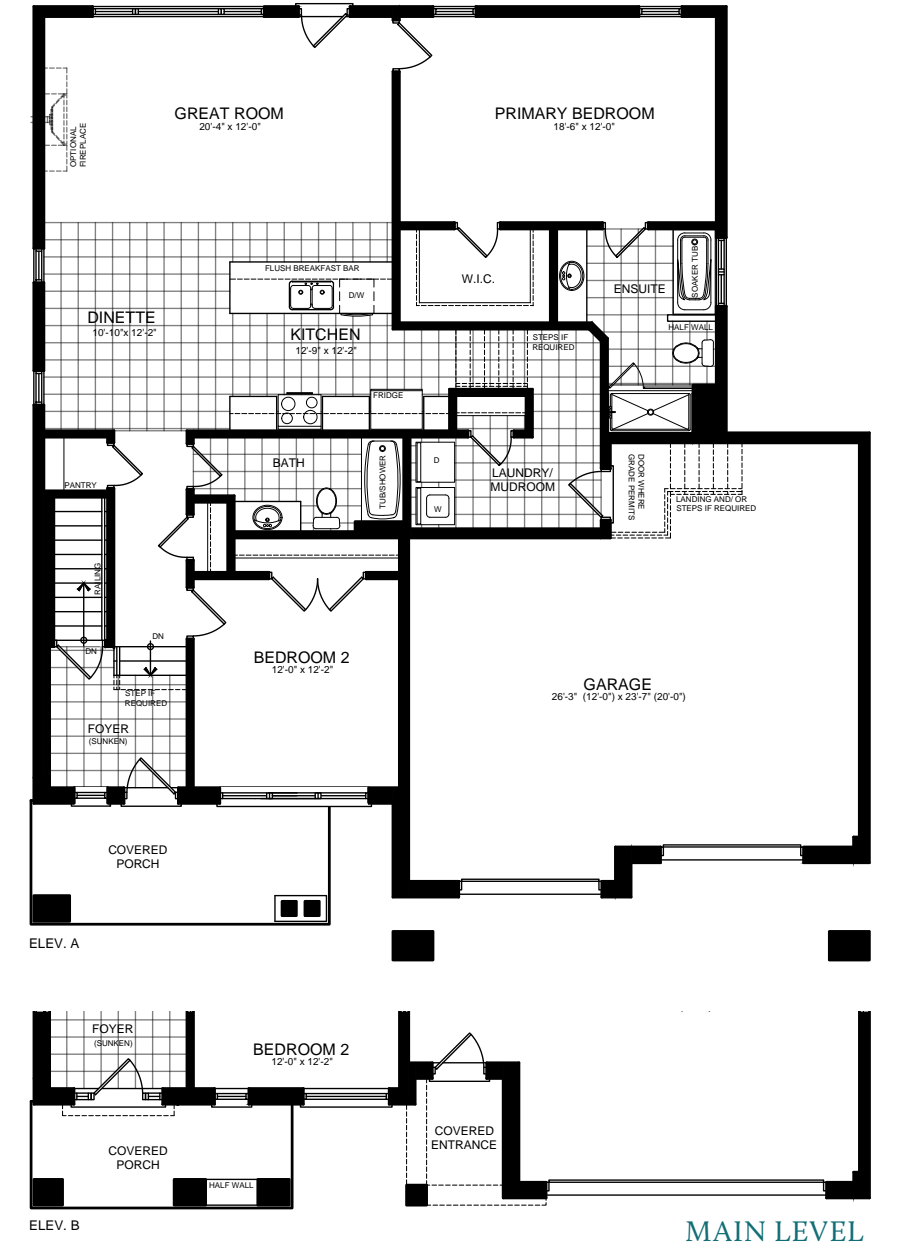 GREAT ROOM
20'-4" x 12'-0"
PRIMARY BEDROOM
18'-6" x 12'-0"
OPTIONAL
FIREPLACE
FLUSH BREAKFAST BAR
D/W
W.I.C.
ENSUITE
SOAKER TUB
HALF WALL
DINETTE
10'-10"x 12'-2"
KITCHEN
12'-9" x 12'-2"
STEPS IF
REQUIRED
FRIDGE
PANTRY
BATH
TUB/SHOWER
D
W
LAUNDRY/
MUDROOM
DOOR WHERE
GRADE PERMITS
LANDING AND/ OR
STEPS IF REQUIRED
RAILING
DN
DN
STEP IF
REQUIRED
FOYER
(SUNKEN)
BEDROOM 2
12'-0" x 12'-2"
GARAGE
26'-3" (12'-0") x 23'-7" (20'-0")
COVERED
PORCH
ELEV. A
FOYER
(SUNKEN)
BEDROOM 2
12'-0" x 12'-2"
COVERED
PORCH
HALF WALL
COVERED
ENTRANCE
ELEV. B
MAIN LEVEL